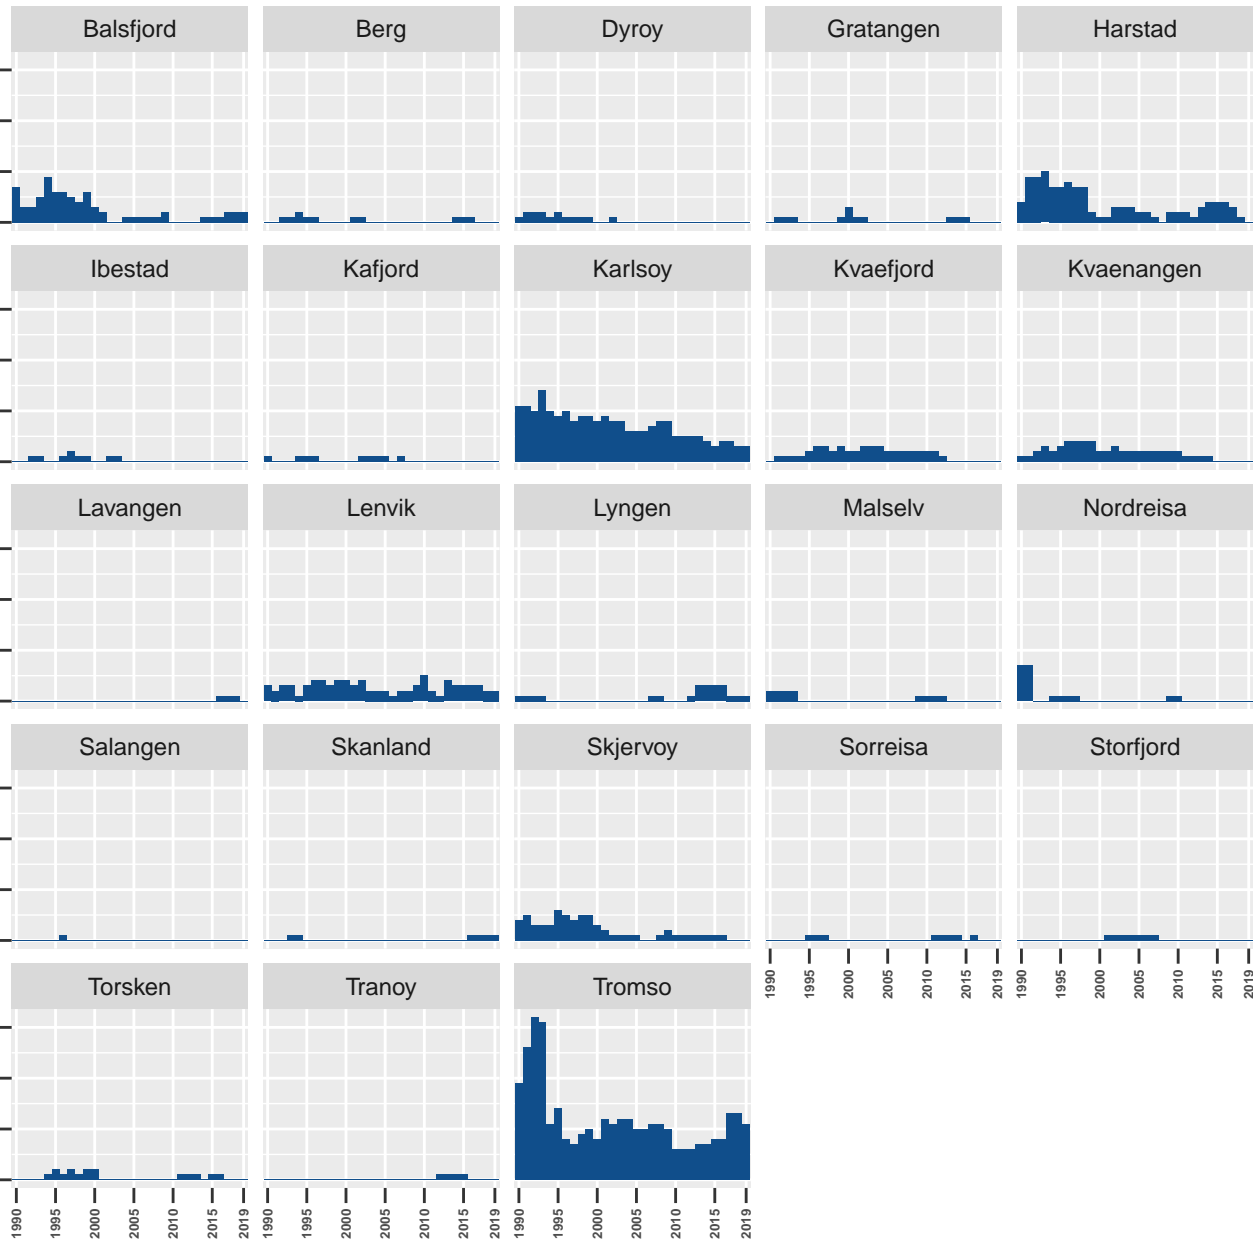 Balsfjord Berg Dyroy Gratangen Harstad
Ibestad Kafjord Karlsoy Kvaefjord Kvaenangen
Lavangen Lenvik Lyngen Malselv Nordreisa
Salangen Skanland Skjervoy Sorreisa Storfjord
1990 1995 2000 2005 2010 2015 2019 1990 1995 2000 2005 2010 2015 2019
Torsken Tranoy Tromso
1990 1995 2000 2005 2010 2015 2019 1990 1995 2000 2005 2010 2015 2019 1990 1995 2000 2005 2010 2015 2019